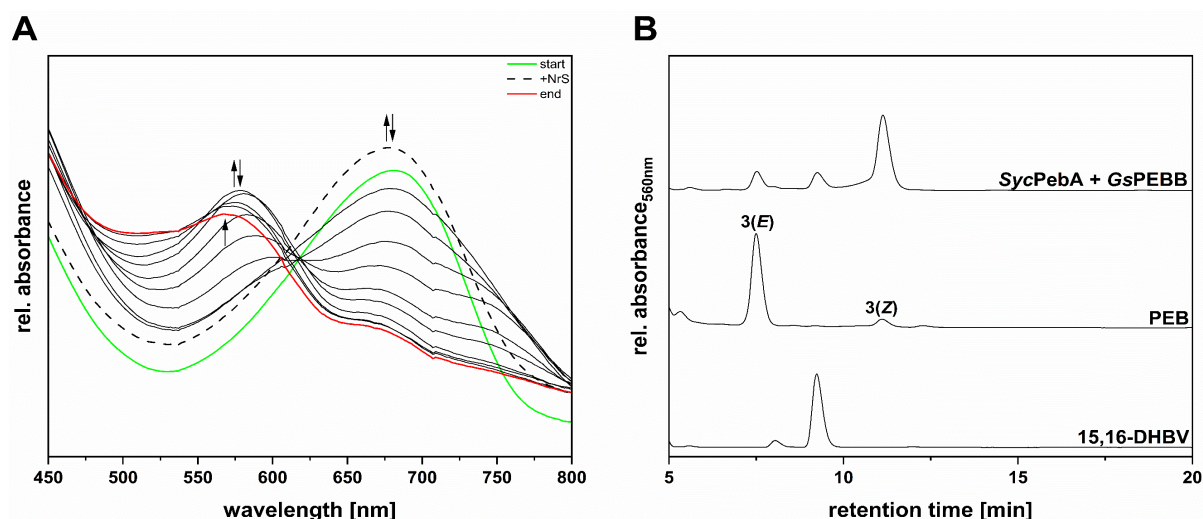 A
start
+NrS
end
rel. absorbance
450 500 550 600 650 700 750 800
wavelength [nm]
B
SycPebA + GsPEBB
3(E)
3(Z)
PEB
15,16-DHBV
rel. absorbance560nm
5 10 15 20
retention time [min]